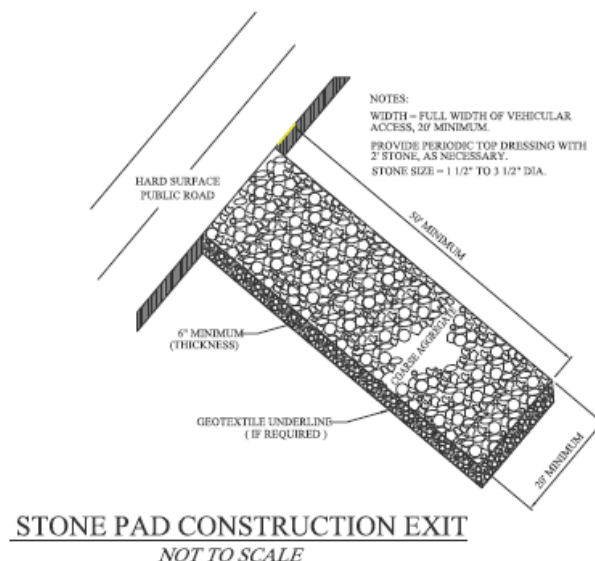 NOTES:
WIDTH = FULL WIDTH OF VEHICULAR
ACCESS, 20' MINIMUM.
PROVIDE PERIODIC TOP DRESSING WITH
2' STONE, AS NECESSARY.
STONE SIZE = 1 1/2" TO 3 1/2" DIA.
HARD SURFACE
PUBLIC ROAD
50' MINIMUM
6" MINIMUM
(THICKNESS)
COARSE AGGREGATE
GEOTEXTILE UNDERLINE
( IF REQUIRED )
20' MINIMUM
STONE PAD CONSTRUCTION EXIT
NOT TO SCALE